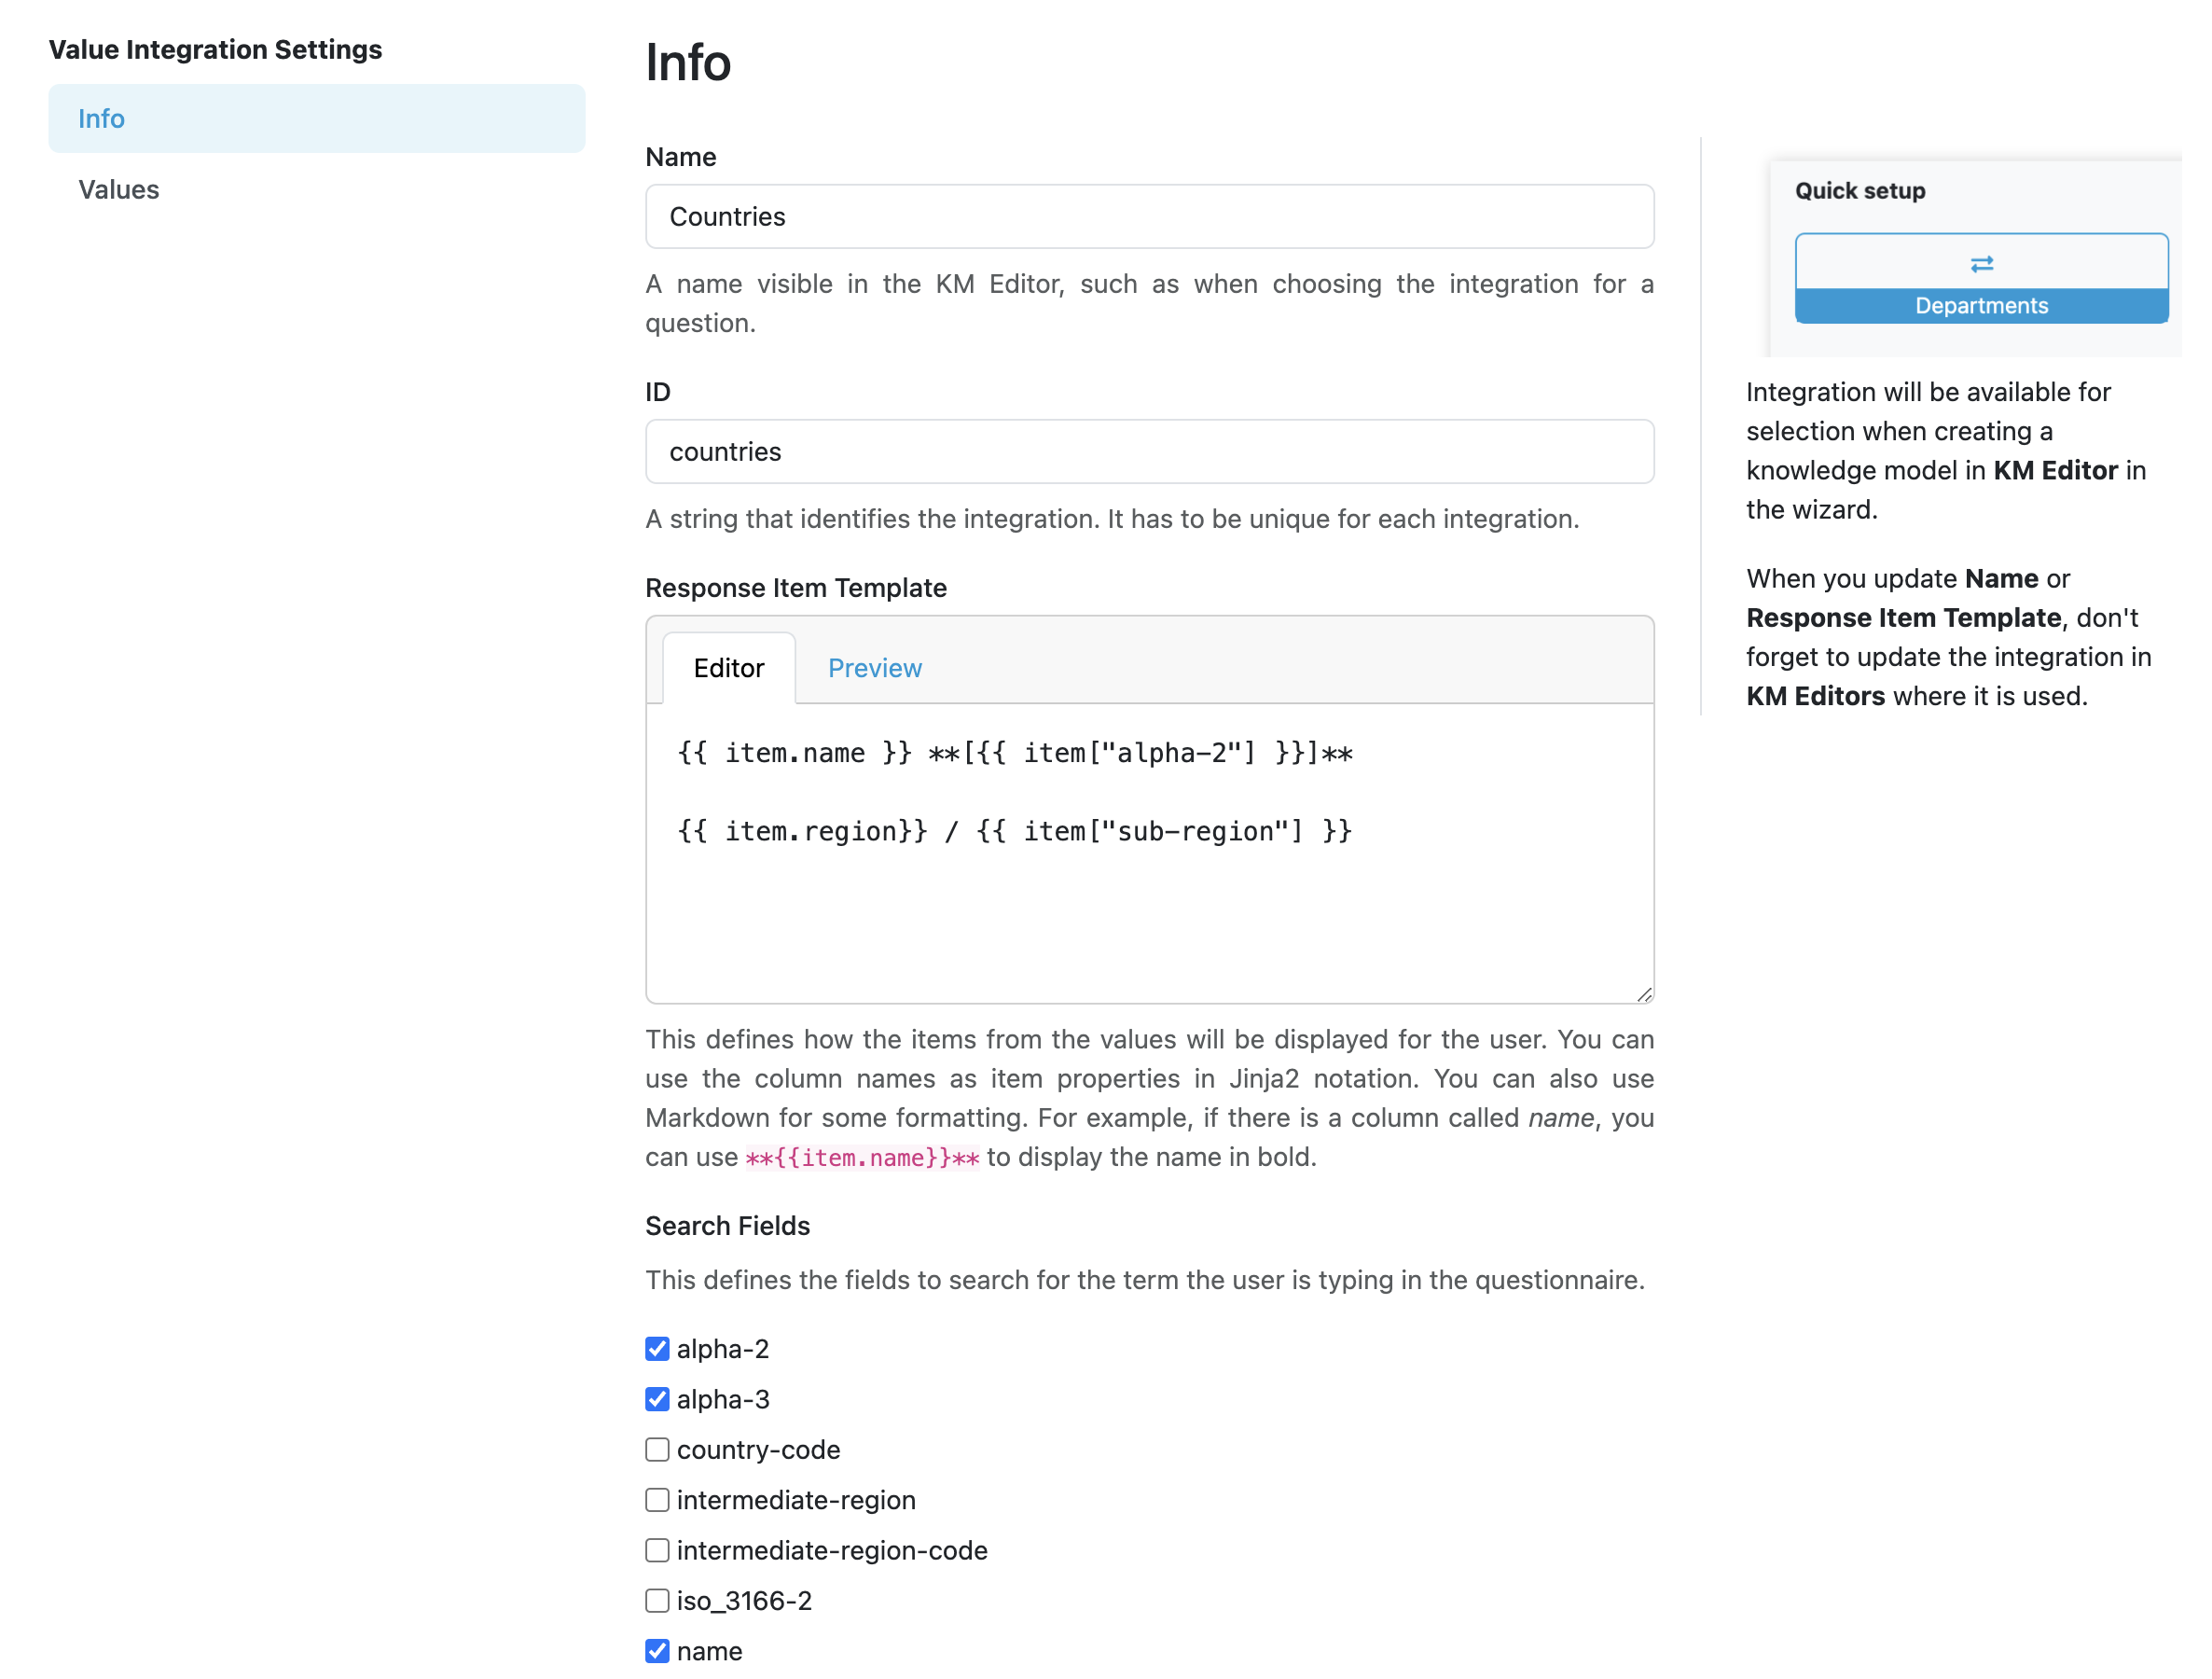 Value Integration Settings
Info
Values
Info
Name
Countries
A name visible in the KM Editor, such as when choosing the integration for a
question.
ID
countries
A string that identifies the integration. It has to be unique for each integration.
Response Item Template
Editor
Preview
{{ item.name }} **[{{ item["alpha-2"] }}]**
{{ item.region}} / {{ item["sub-region"] }}
This defines how the items from the values will be displayed for the user. You can
use the column names as item properties in Jinja2 notation. You can also use
Markdown for some formatting. For example, if there is a column called name, you
can use **{{item.name}}** to display the name in bold.
Search Fields
This defines the fields to search for the term the user is typing in the questionnaire.
alpha-2
alpha-3
country-code
intermediate-region
intermediate-region-code
iso_3166-2
name
Quick setup
Departments
Integration will be available for
selection when creating a
knowledge model in KM Editor in
the wizard.
When you update Name or
Response Item Template, don't
forget to update the integration in
KM Editors where it is used.